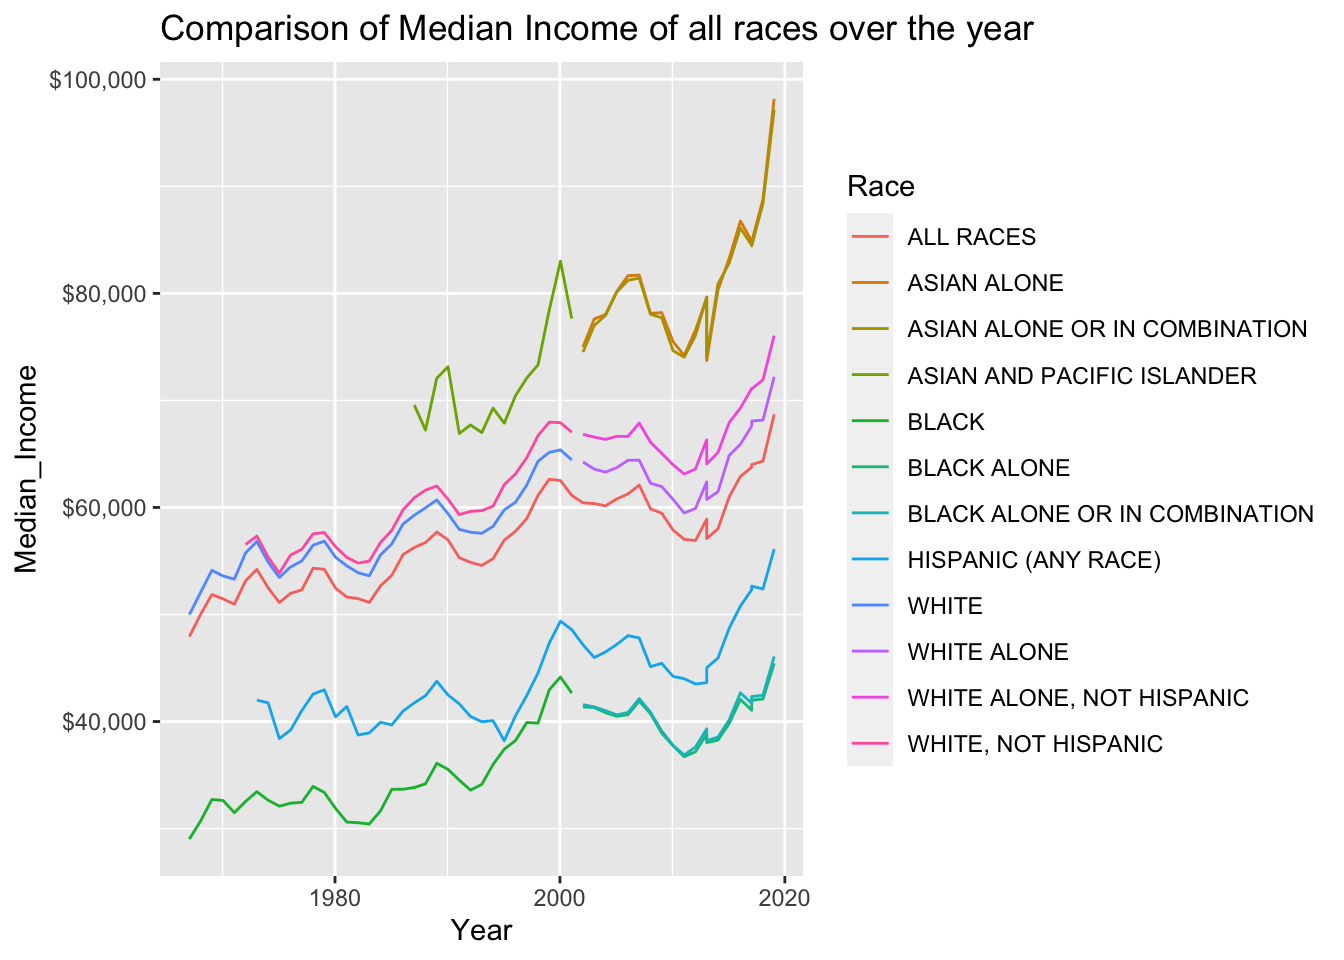 Comparison of Median Income of all races over the year
$100,000
$80,000
$60,000
$40,000
Median_Income
1980
2000
2020
Year
Race
ALL RACES
ASIAN ALONE
ASIAN ALONE OR IN COMBINATION
ASIAN AND PACIFIC ISLANDER
BLACK
BLACK ALONE
BLACK ALONE OR IN COMBINATION
HISPANIC (ANY RACE)
WHITE
WHITE ALONE
WHITE ALONE, NOT HISPANIC
WHITE, NOT HISPANIC